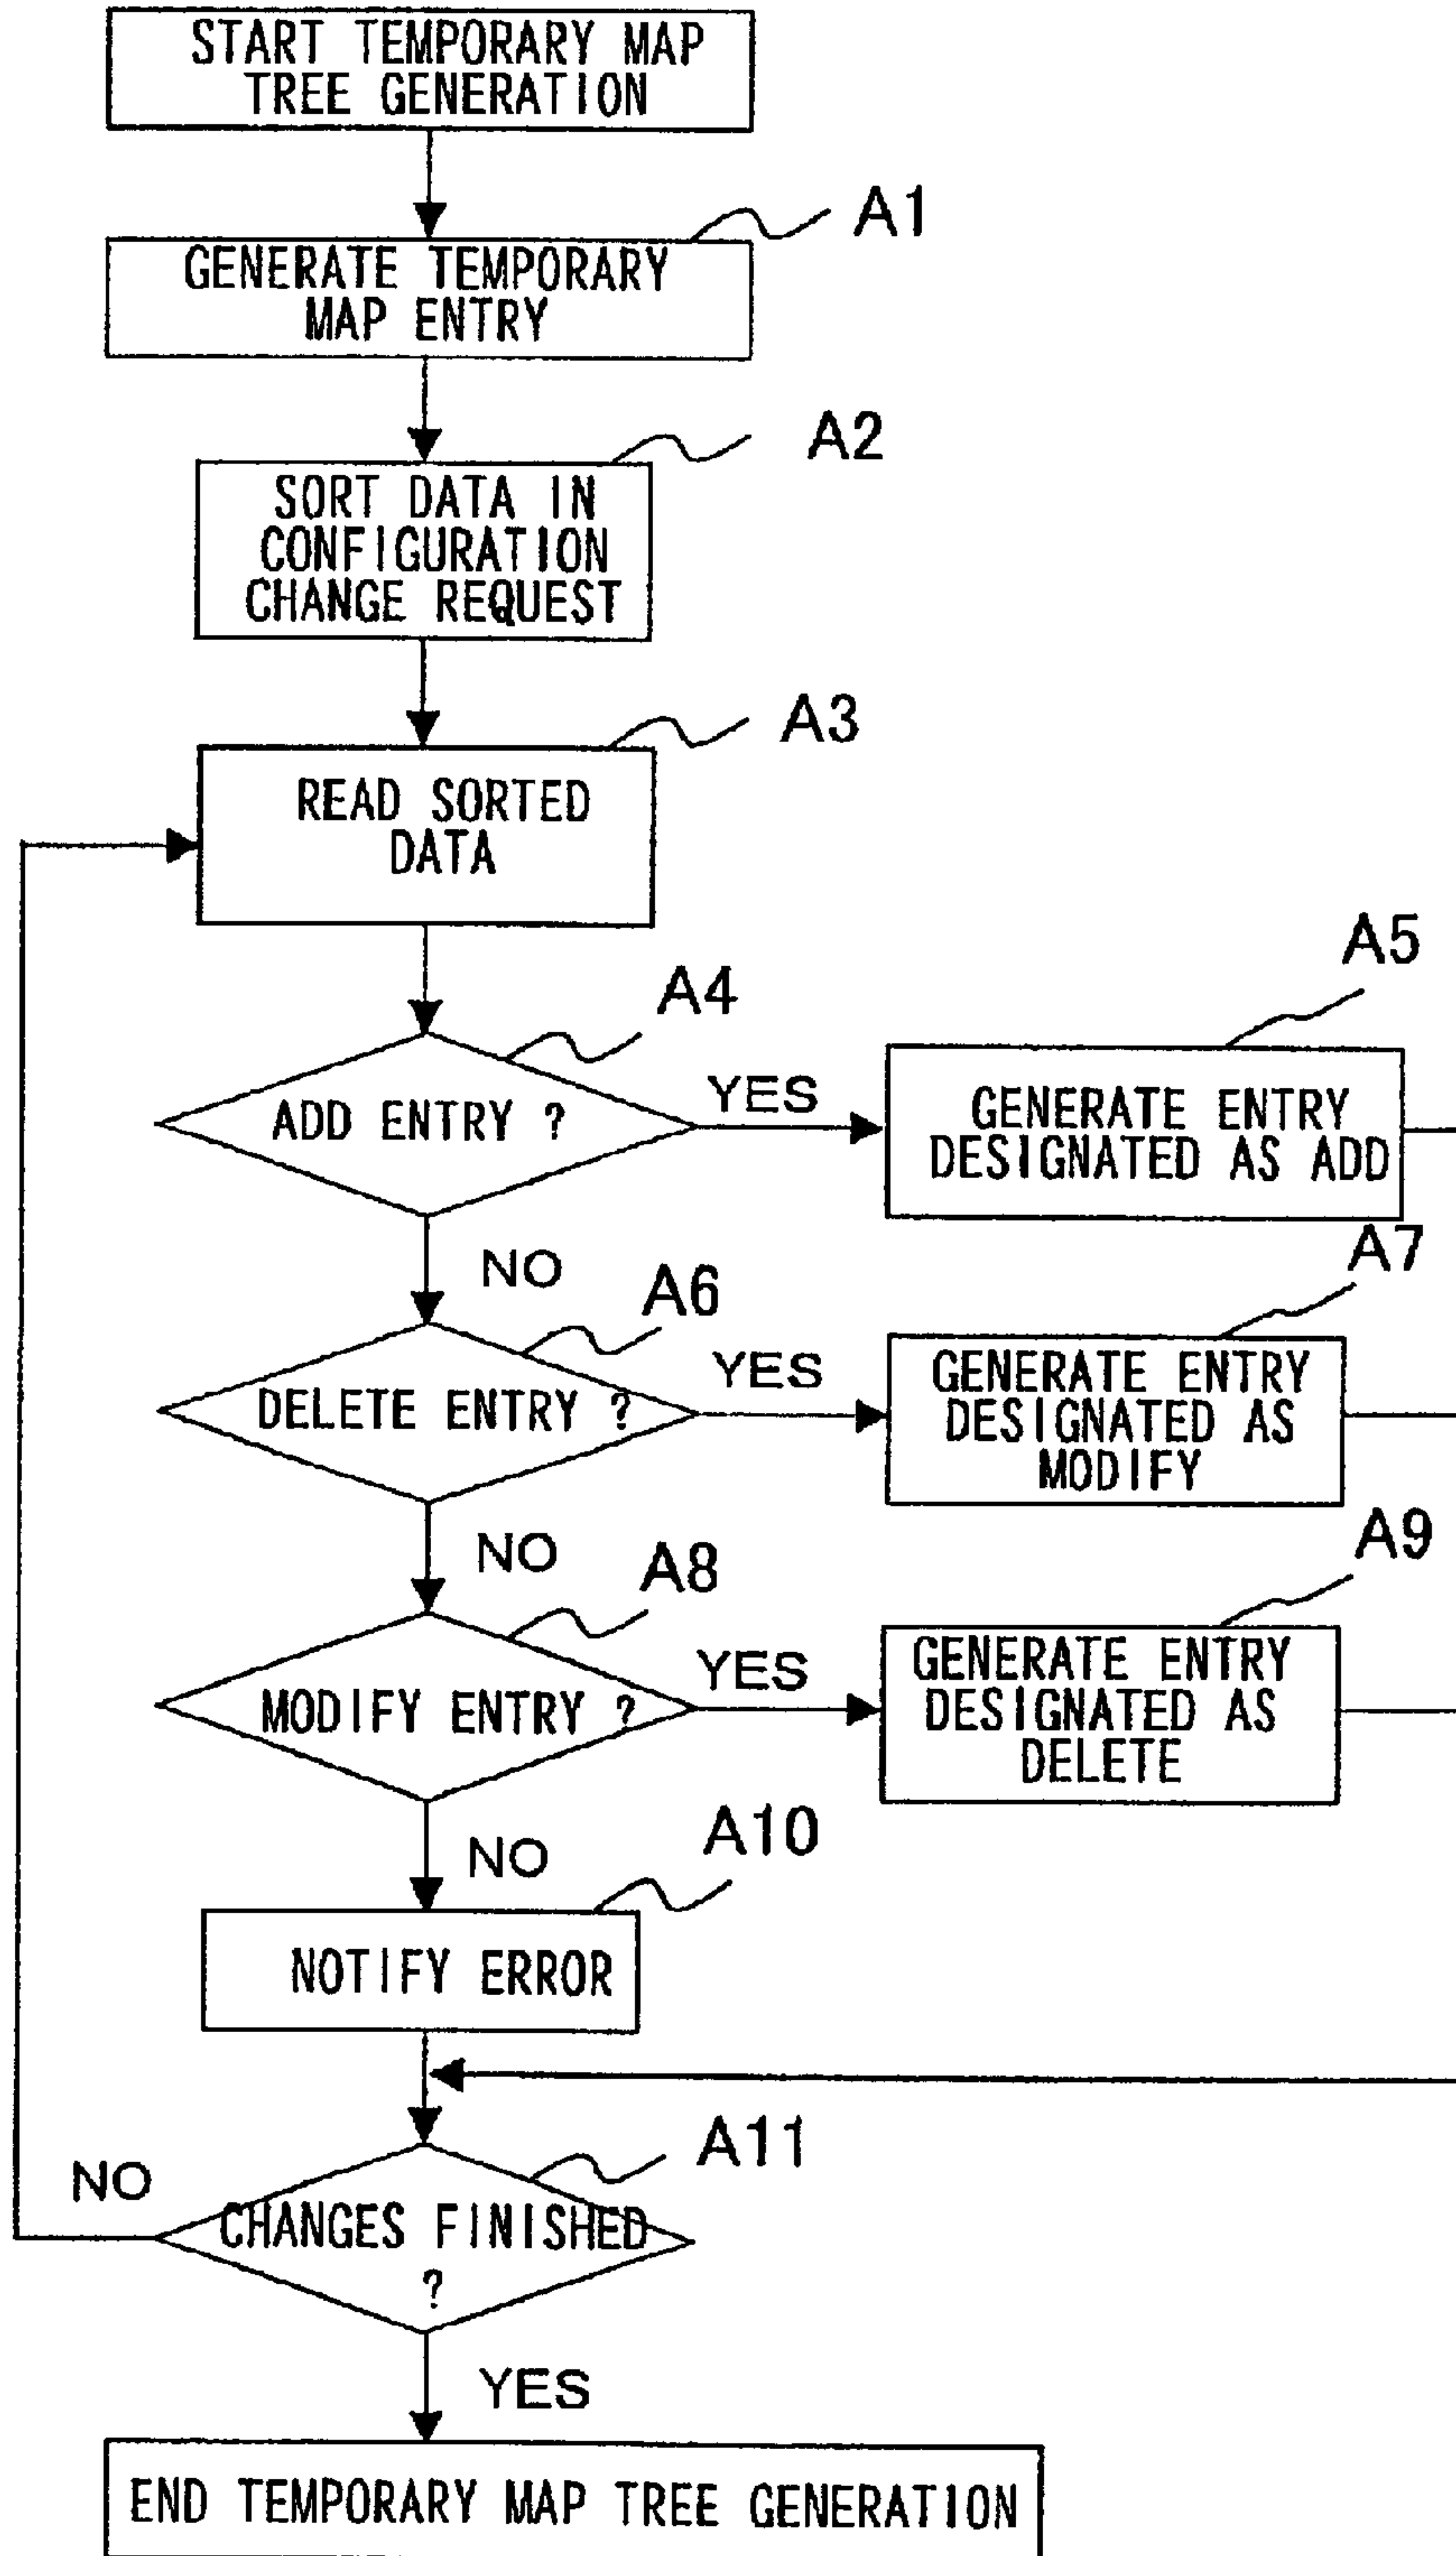 START TEMPORARY MAP
TREE GENERATION
A1
GENERATE TEMPORARY
MAP ENTRY
A2
SORT DATA IN
CONFIGURATION
CHANGE REQUEST
A3
READ SORTED
DATA
A4
ADD ENTRY ?
YES
A5
GENERATE ENTRY
DESIGNATED AS ADD
NO
A6
DELETE ENTRY ?
YES
A7
GENERATE ENTRY
DESIGNATED AS
MODIFY
NO
A8
MODIFY ENTRY ?
YES
A9
GENERATE ENTRY
DESIGNATED AS
DELETE
NO
A10
NOTIFY ERROR
A11
NO
CHANGES FINISHED
?
YES
END TEMPORARY MAP TREE GENERATION